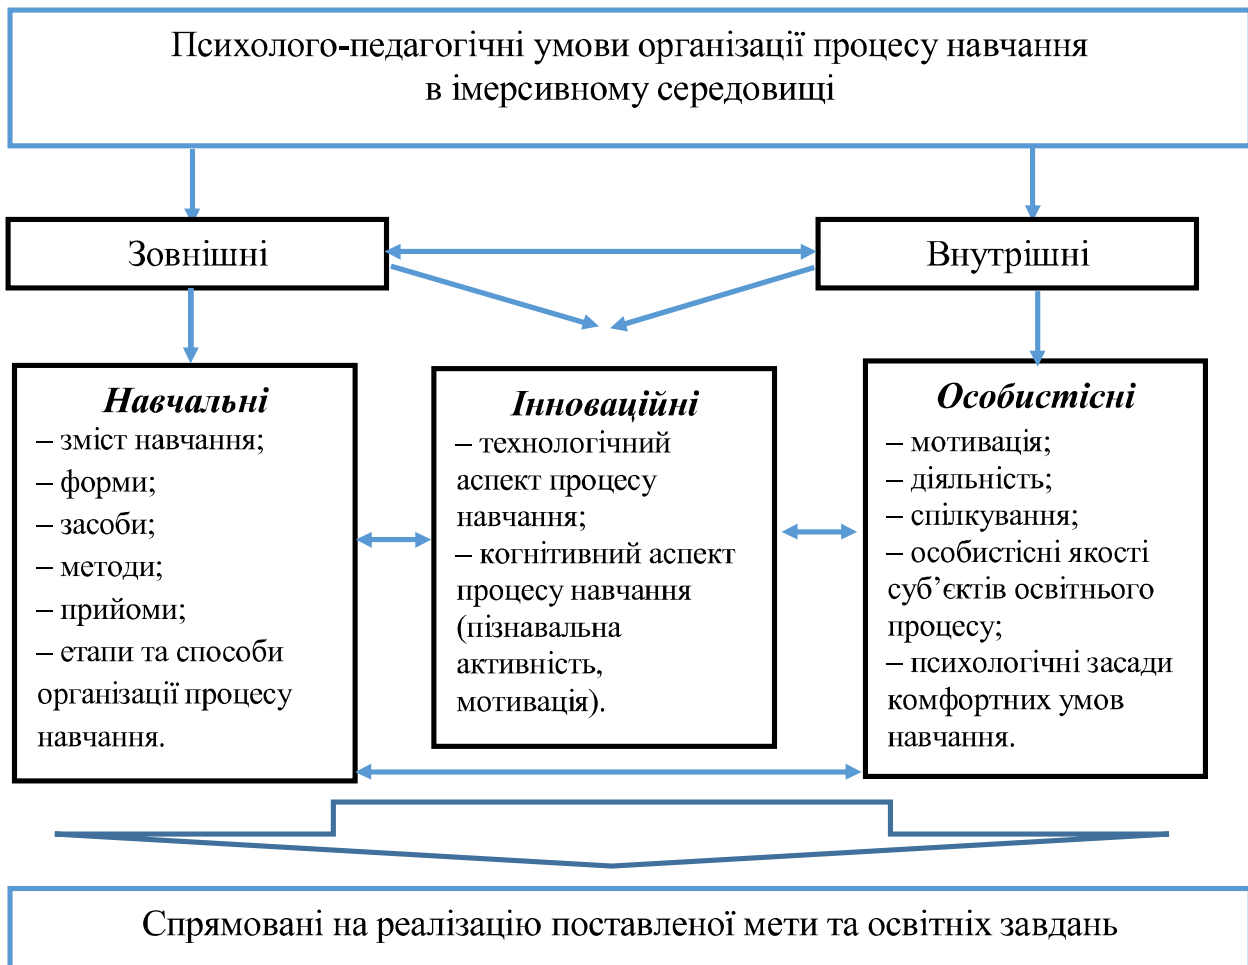 Психолого-педагогічні умови організації процесу навчання
в імерсивному середовищі
Зовнішні
Внутрішні
Навчальні
– зміст навчання;
– форми;
– засоби;
– методи;
– прийоми;
– етапи та способи
організації процесу
навчання.
Інноваційні
– технологічний
аспект процесу
навчання;
– когнітивний аспект
процесу навчання
(пізнавальна
активність,
мотивація).
Особистісні
– мотивація;
– діяльність;
– спілкування;
– особистісні якості
суб’єктів освітнього
процесу;
– психологічні засади
комфортних умов
навчання.
Спрямовані на реалізацію поставленої мети та освітніх завдань